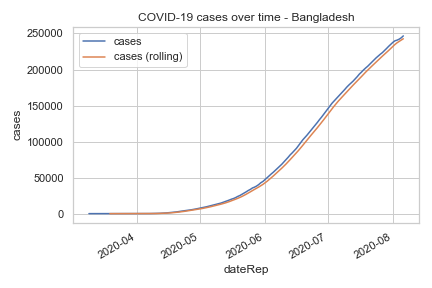 COVID-19 cases over time - Bangladesh
cases
cases (rolling)
250000
200000
150000
100000
50000
0
cases
2020-04
2020-05
2020-06
2020-07
2020-08
dateRep